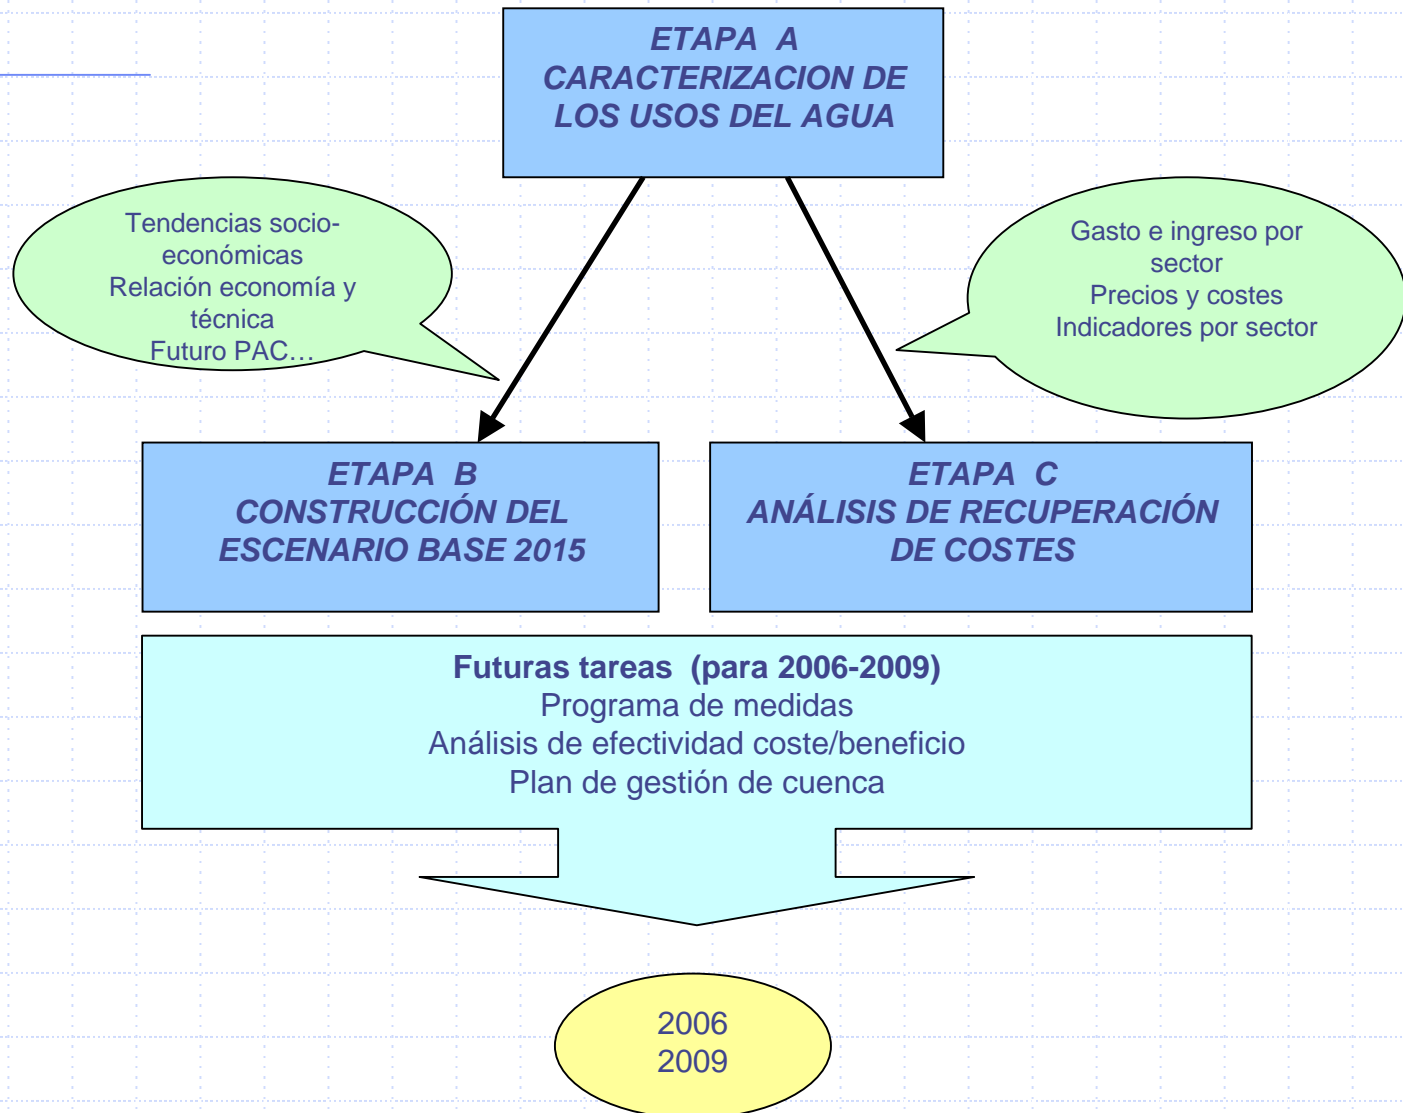 ETAPA A
CARACTERIZACION DE
LOS USOS DEL AGUA
Tendencias socio-
económicas
Relación economía y
técnica
Futuro PAC…
Gasto e ingreso por
sector
Precios y costes
Indicadores por sector
ETAPA B
CONSTRUCCIÓN DEL
ESCENARIO BASE 2015
ETAPA C
ANÁLISIS DE RECUPERACIÓN
DE COSTES
Futuras tareas (para 2006-2009)
Programa de medidas
Análisis de efectividad coste/beneficio
Plan de gestión de cuenca
2006
2009